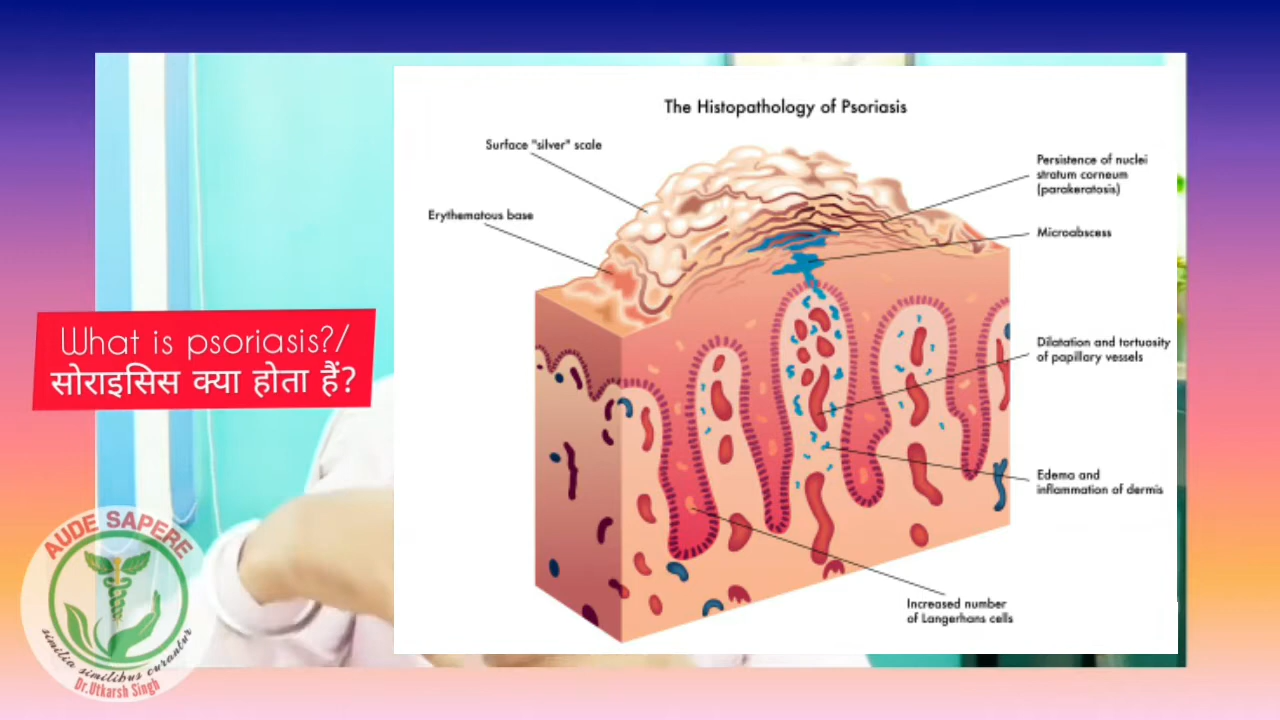 The Histopathology of Psoriasis
Surface "silver" scale
Erythematous base
Persistence of nuclei
stratum corneum
(parakeratosis)
Microabscess
Dilatation and tortuosity
of papillary vessels
Edema and
inflammation of dermis
Increased number
of Langerhans cells
What is psoriasis?/
सोराइसिस क्या होता हैं?
AUDE SAPERE
similia similibus curantur
Dr.Utkarsh Singh